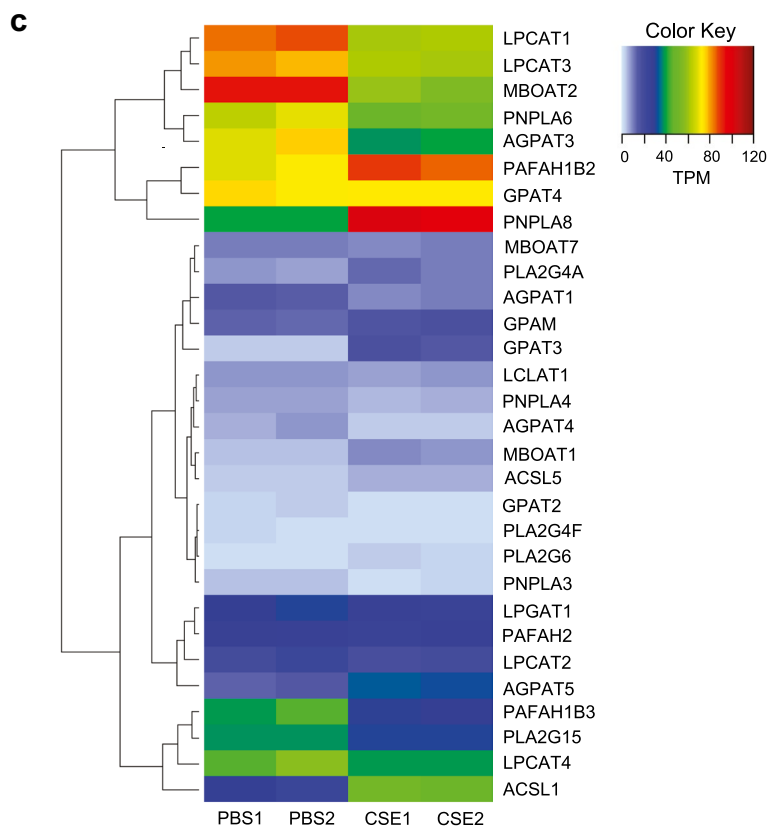 c
LPCAT1
LPCAT3
MBOAT2
PNPLA6
AGPAT3
PAFAH1B2
GPAT4
PNPLA8
MBOAT7
PLA2G4A
AGPAT1
GPAM
GPAT3
LCLAT1
PNPLA4
AGPAT4
MBOAT1
ACSL5
GPAT2
PLA2G4F
PLA2G6
PNPLA3
LPGAT1
PAFAH2
LPCAT2
AGPAT5
PAFAH1B3
PLA2G15
LPCAT4
ACSL1
PBS1 PBS2 CSE1 CSE2
Color Key
0 40 80 120
TPM